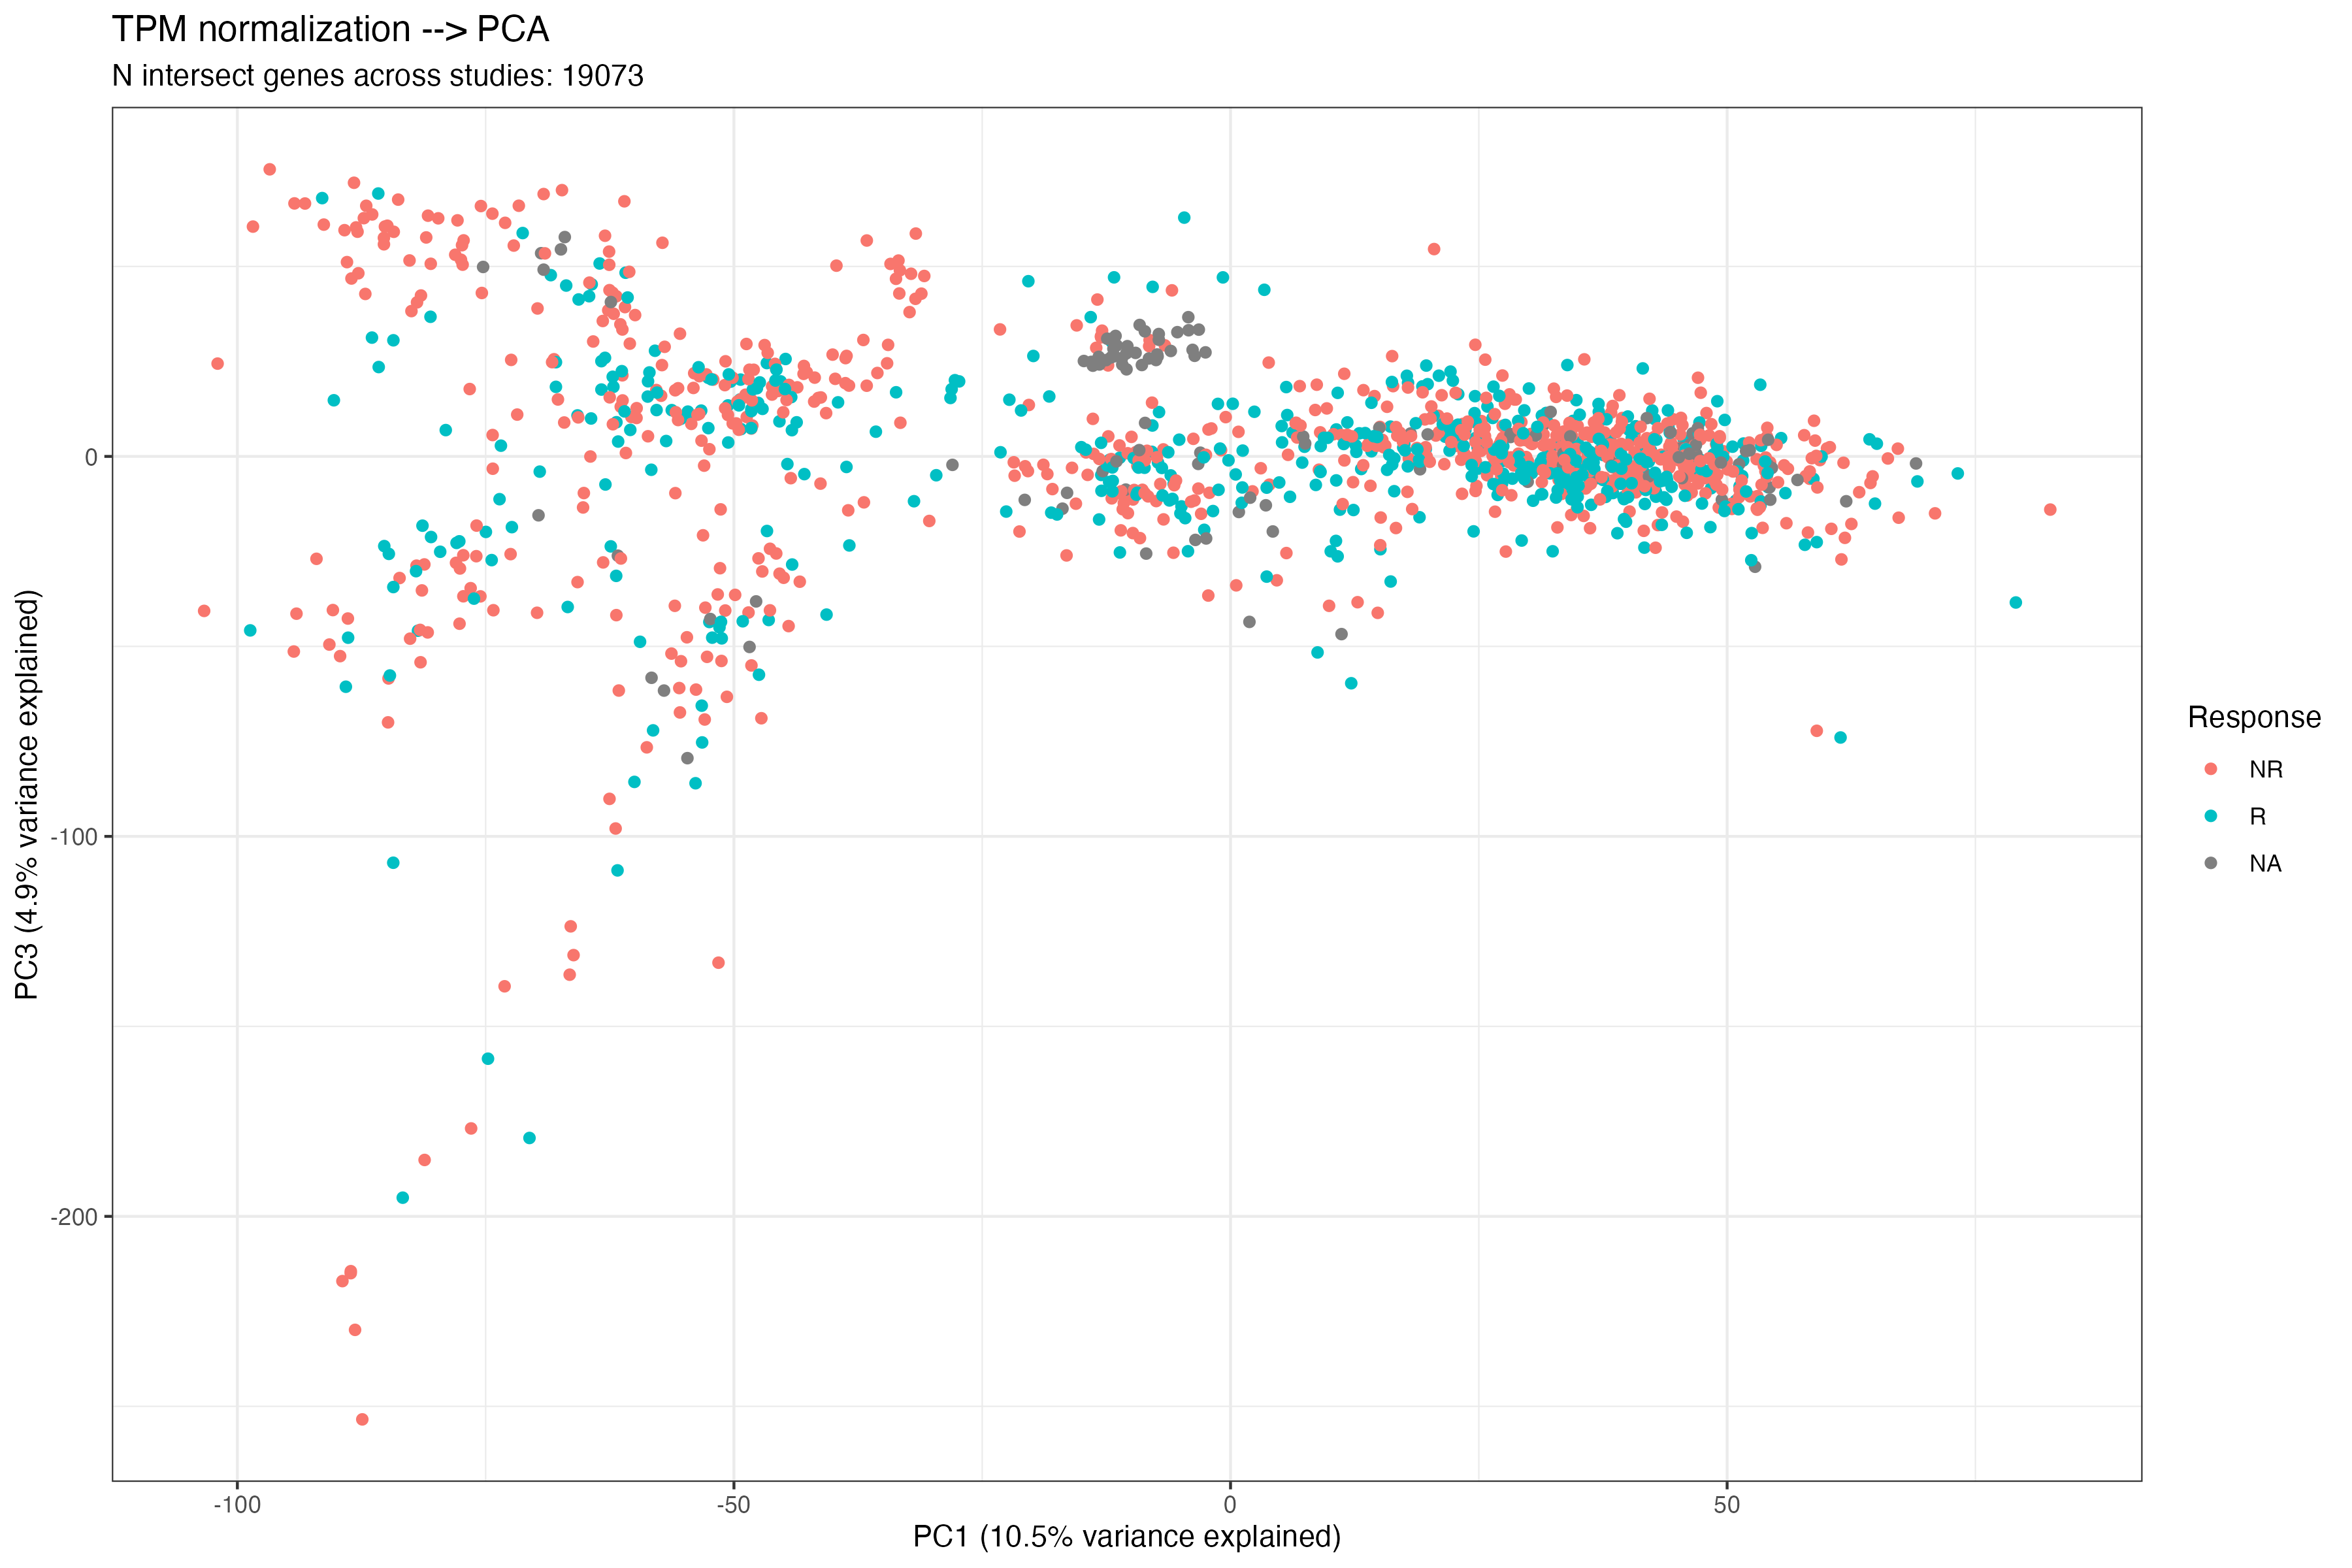 TPM normalization --> PCA
N intersect genes across studies: 19073
PC3 (4.9% variance explained)
0
-100
-200
-100
-50
0
50
PC1 (10.5% variance explained)
Response
NR
R
NA